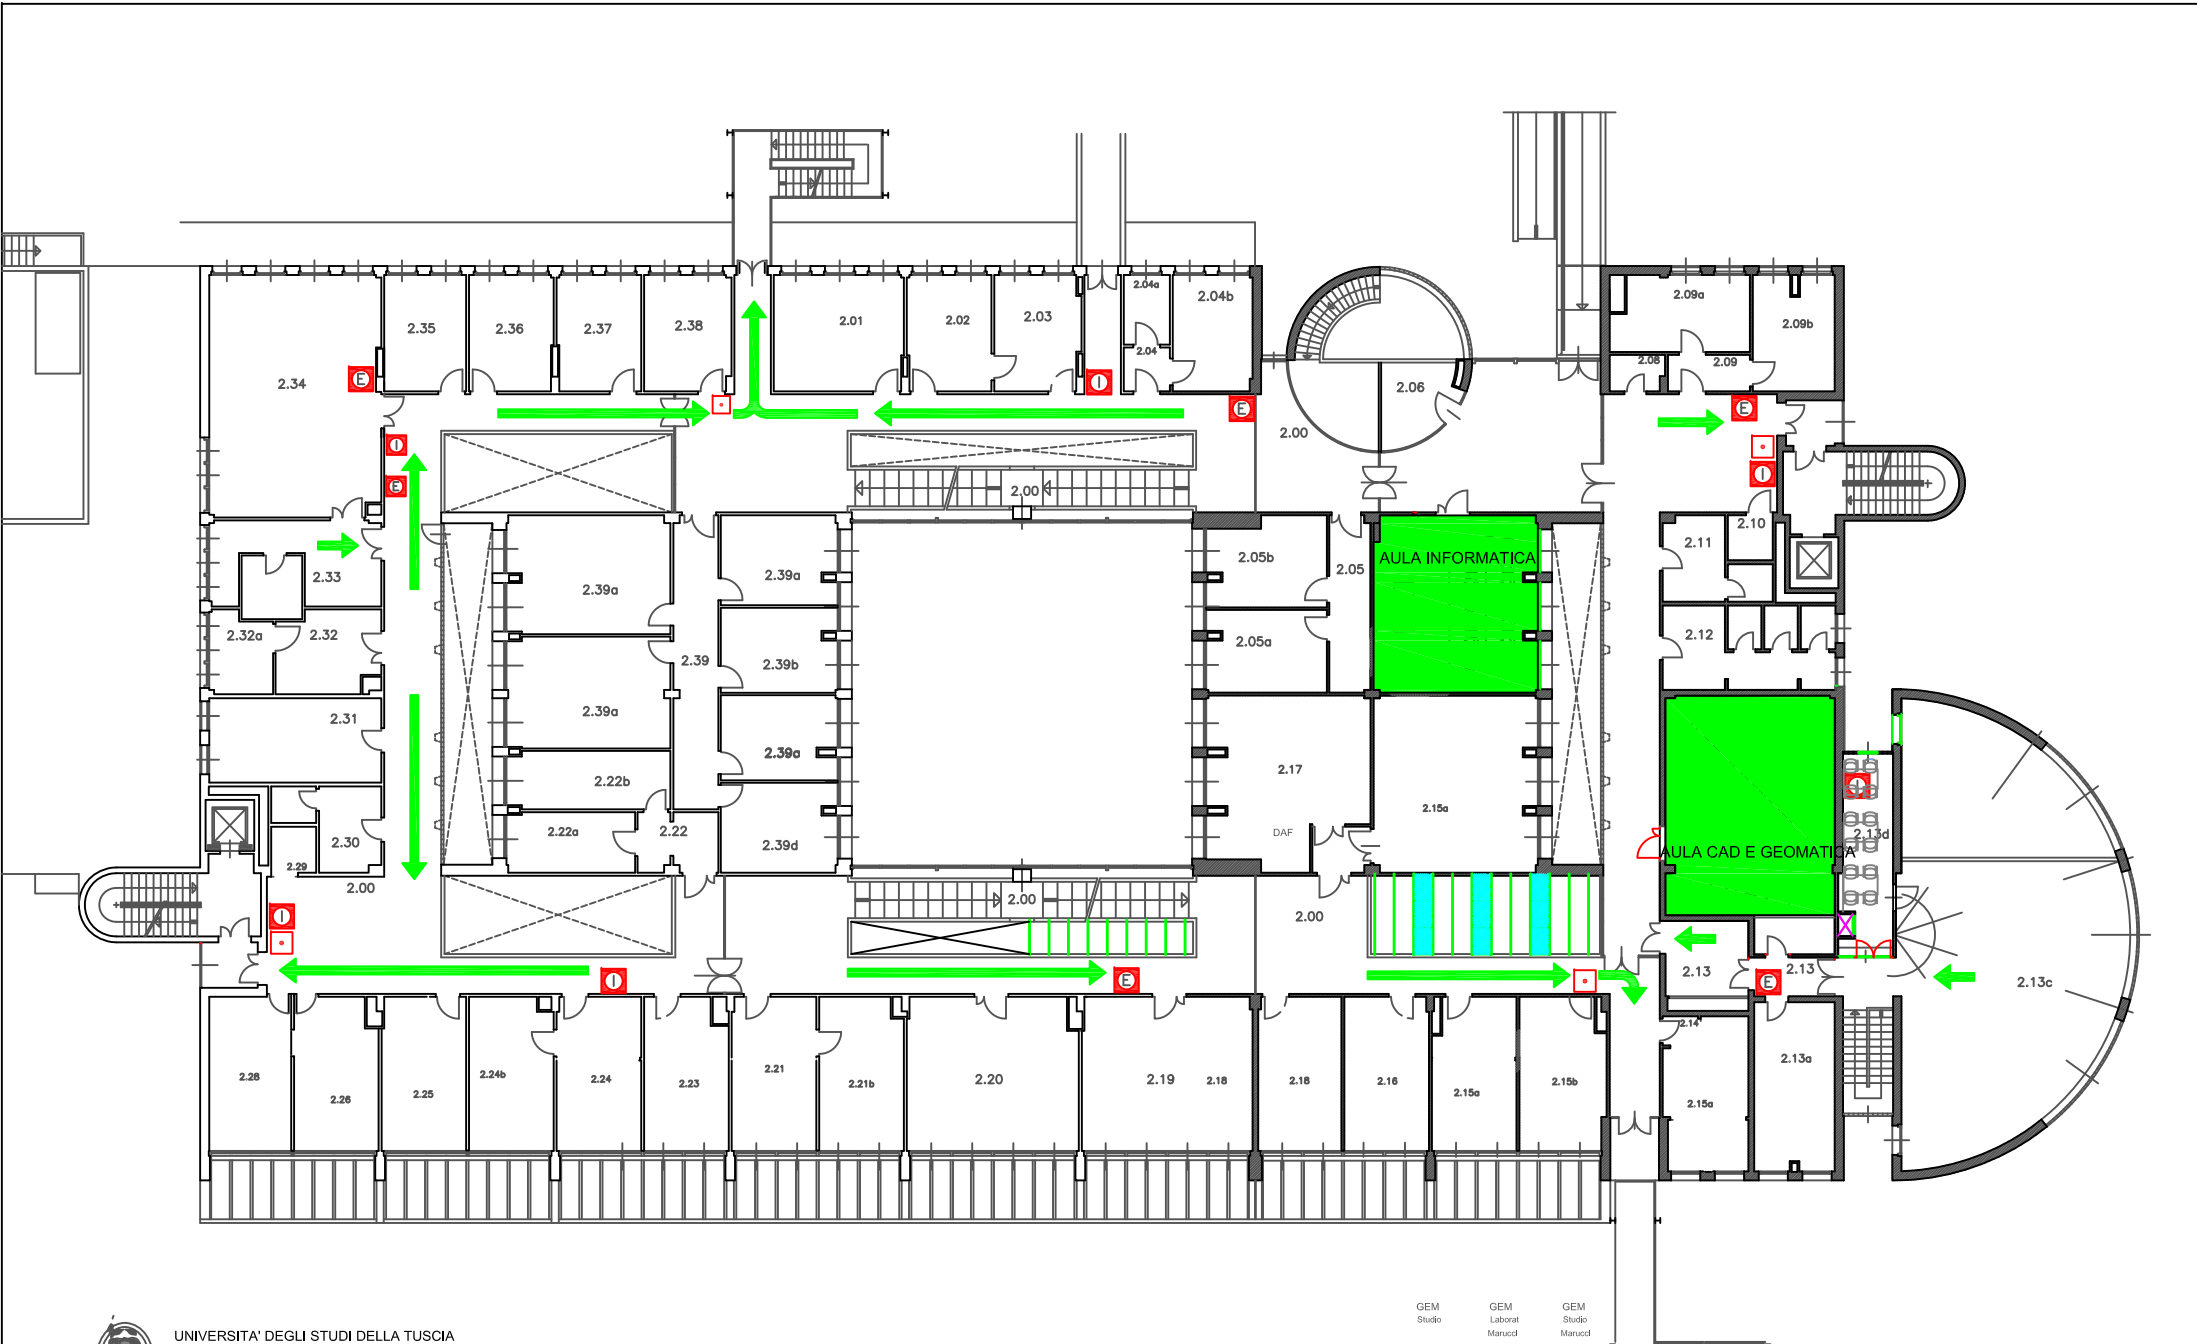 2.04a
2.04b
2.09a
2.09b
2.35
2.36
2.37
2.38
2.01
2.02
2.03
2.04
2.08
2.09
2.34
E
I
2.06
E
E
2.00
I
I
E
2.00
2.10
2.11
AULA INFORMATICA
2.05b
2.05
2.33
2.39a
2.39a
2.32a
2.32
2.12
2.05a
2.39
2.39b
2.31
2.39a
2.39a
2.17
2.22b
I
2.15a
2.22a
2.22
DAF
2.13d
2.30
2.39d
AULA CAD E GEOMATICA
2.29
2.00
2.00
2.00
I
2.13
2.13
I
E
E
2.13c
2.14
2.28
2.26
2.25
2.24b
2.24
2.23
2.21
2.21b
2.20
2.19
2.18
2.18
2.16
2.15a
2.15b
2.15a
2.13a
GEM
Studio
GEM
Laborat
Marucci
GEM
Studio
Marucci
UNIVERSITA' DEGLI STUDI DELLA TUSCIA